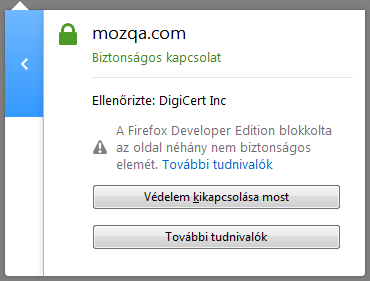 mozqa.com
Biztonságos kapcsolat
Ellenőrizte: DigiCert Inc
A Firefox Developer Edition blokkolta
az oldal néhány nem biztonságos
elemét. További tudnivalók
Védelem kikapcsolása most
További tudnivalók